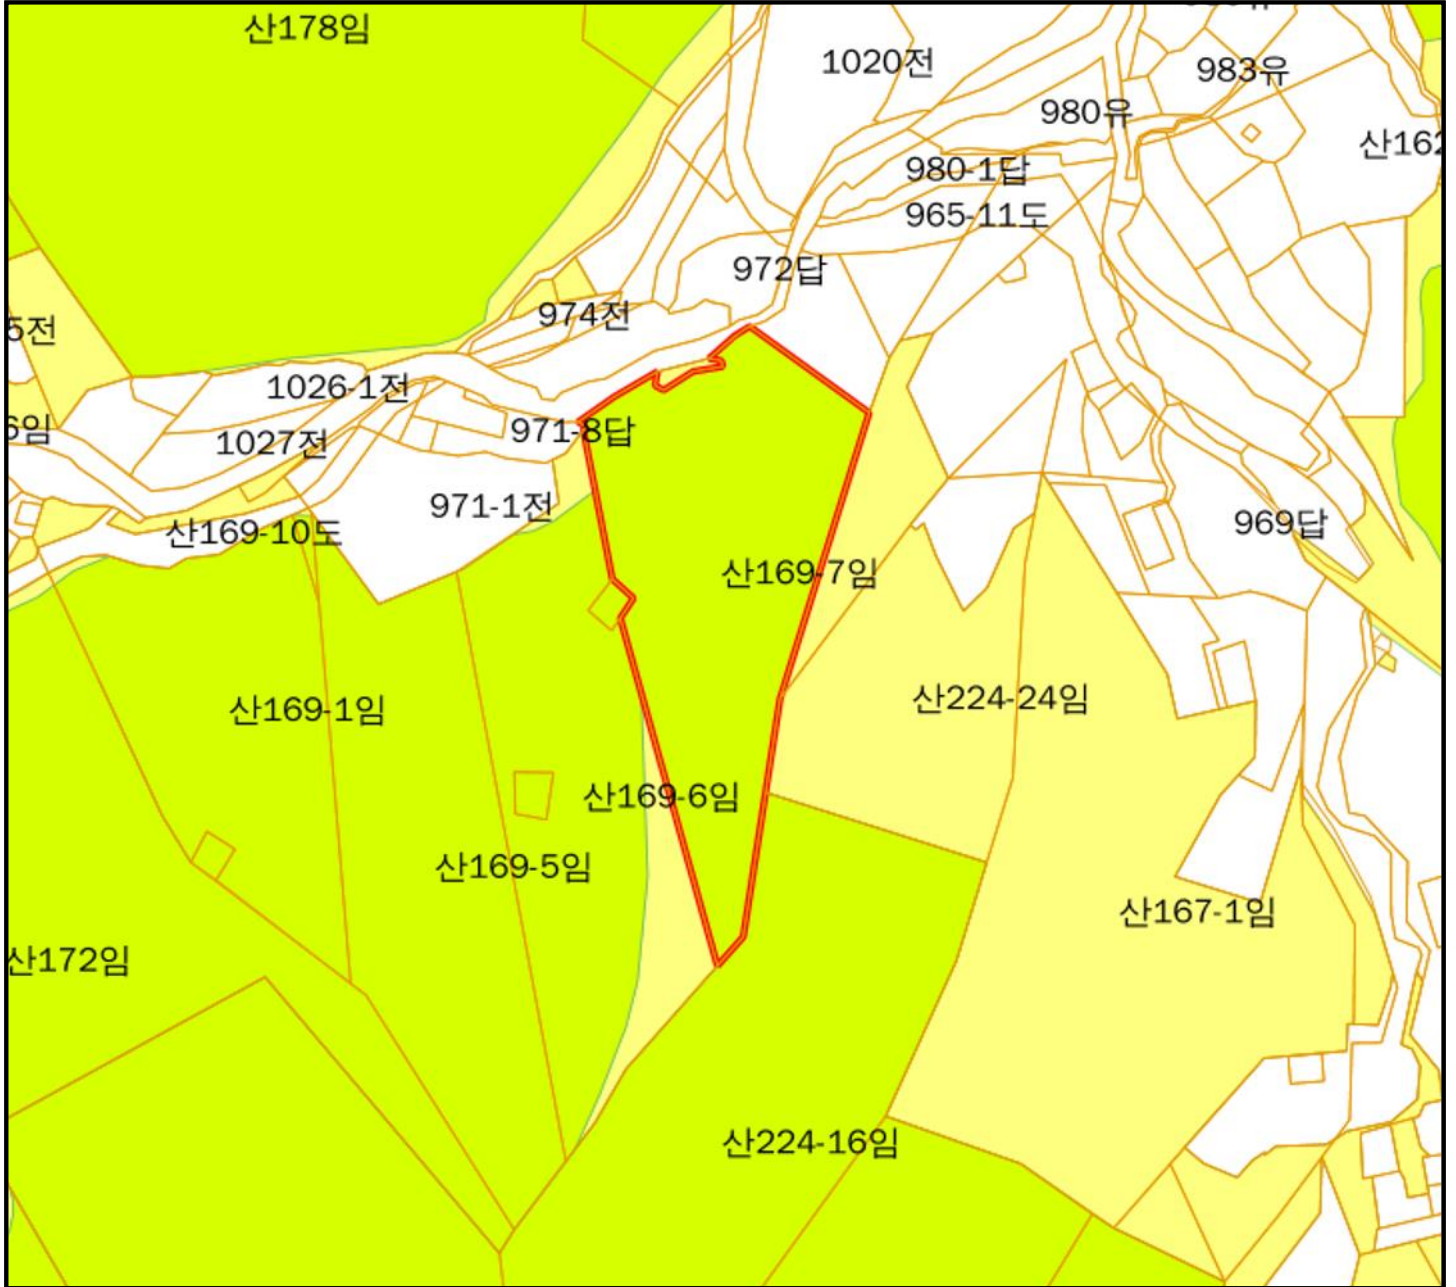 산178임
1020전
983유
980유
산162
980-1답
965-11도
972답
974전
5전
1026-1전
6임
971-8답
1027전
971-1전
969답
산169-10도
산169-7임
산224-24임
산169-1임
산169-6임
산169-5임
산167-1임
산172임
산224-16임